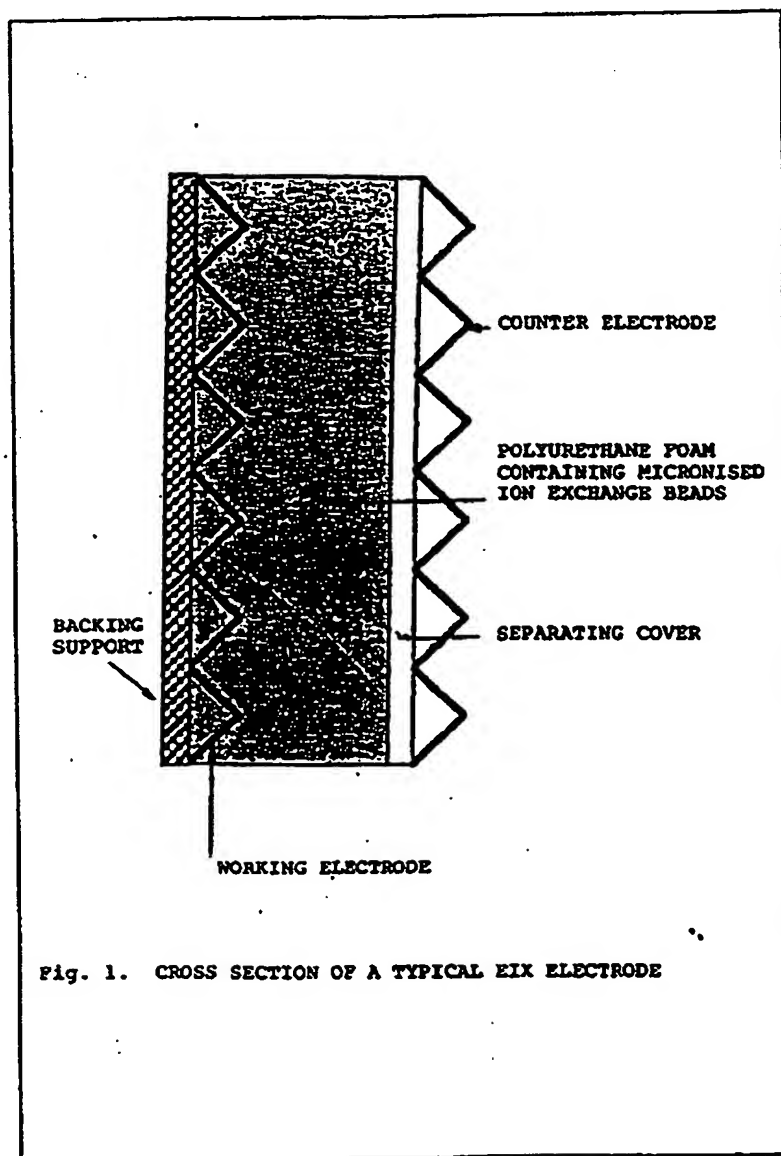 COUNTER ELECTRODE
POLYURETHANE FOAM
CONTAINING MICRONISED
ION EXCHANGE BEADS
BACKING
SUPPORT
SEPARATING COVER
WORKING ELECTRODE
Fig. 1. CROSS SECTION OF A TYPICAL EIX ELECTRODE